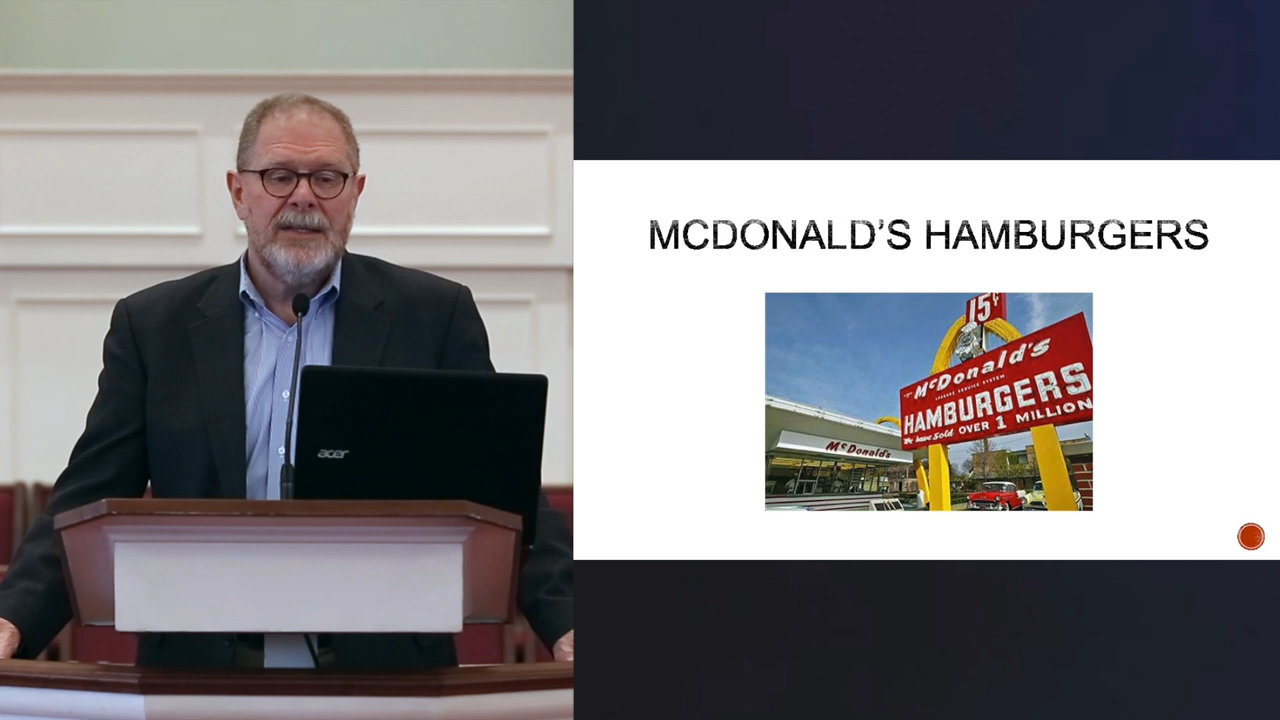 acer
MCDONALD'S HAMBURGERS
15¢
McDonald's
HAMBURGERS
We have Sold OVER 1 MILLION
McDonald's